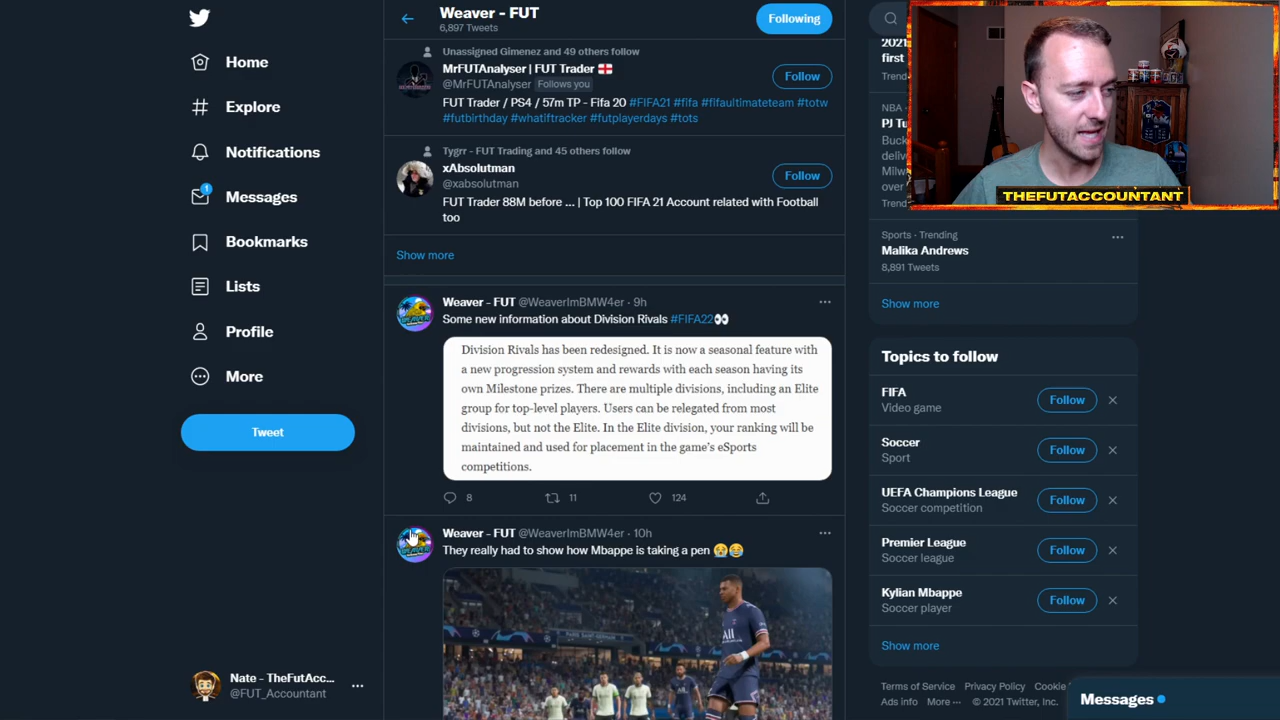 Weaver - FUT
6,897 Tweets
Following
Home
Explore
Notifications
1
Messages
Bookmarks
Lists
Profile
More
Tweet
Nate - TheFutAcc...
@FUT_Accountant
Unassigned Gimenez and 49 others follow
MrFUTAnalyser | FUT Trader 🏴󠁧󠁢󠁥󠁮󠁧󠁿
@MrFUTAnalyser Follows you
Follow
FUT Trader / PS4 / 57m TP - Fifa 20 #FIFA21 #fifa #fifaultimateteam #totw
#futbirthday #whatiftracker #futplayerdays #tots
Tygrr - FUT Trading and 45 others follow
xAbsolutman
@xabsolutman
Follow
FUT Trader 88M before ... | Top 100 FIFA 21 Account related with Football
too
Show more
Weaver - FUT @WeaverImBMW4er · 9h
Some new information about Division Rivals #FIFA22👀
Division Rivals has been redesigned. It is now a seasonal feature with
a new progression system and rewards with each season having its
own Milestone prizes. There are multiple divisions, including an Elite
group for top-level players. Users can be relegated from most
divisions, but not the Elite. In the Elite division, your ranking will be
maintained and used for placement in the game's eSports
competitions.
8 11 124
Weaver - FUT @WeaverImBMW4er · 10h
They really had to show how Mbappe is taking a pen 😭😂
2021
first
Trend
NBA ·
PJ Tu
Buck
deliv
Milw
over
Trend
THEFUTACCOUNTANT
Sports · Trending
Malika Andrews
8,891 Tweets
Show more
Topics to follow
FIFA
Video game
Follow
Soccer
Sport
Follow
UEFA Champions League
Soccer competition
Follow
Premier League
Soccer league
Follow
Kylian Mbappe
Soccer player
Follow
Show more
Terms of Service Privacy Policy Cookie
Ads info More ··· © 2021 Twitter, Inc.
Messages